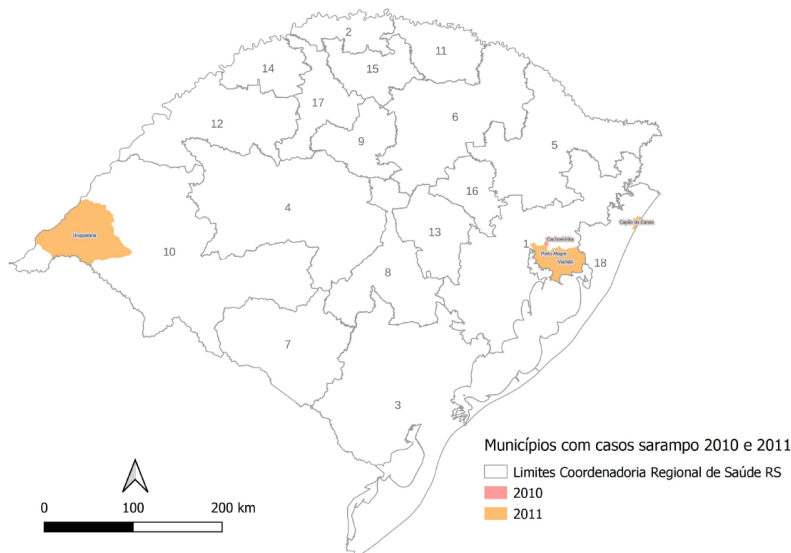 2
11
14
15
17
12
6
9
5
16
4
Capão da Canoa
13
Uruguaiana
Cachoeirinha
1
10
Porto Alegre
Viamão
18
8
7
3
Municípios com casos sarampo 2010 e 2011
Limites Coordenadoria Regional de Saúde RS
2010
2011
0 100 200 km